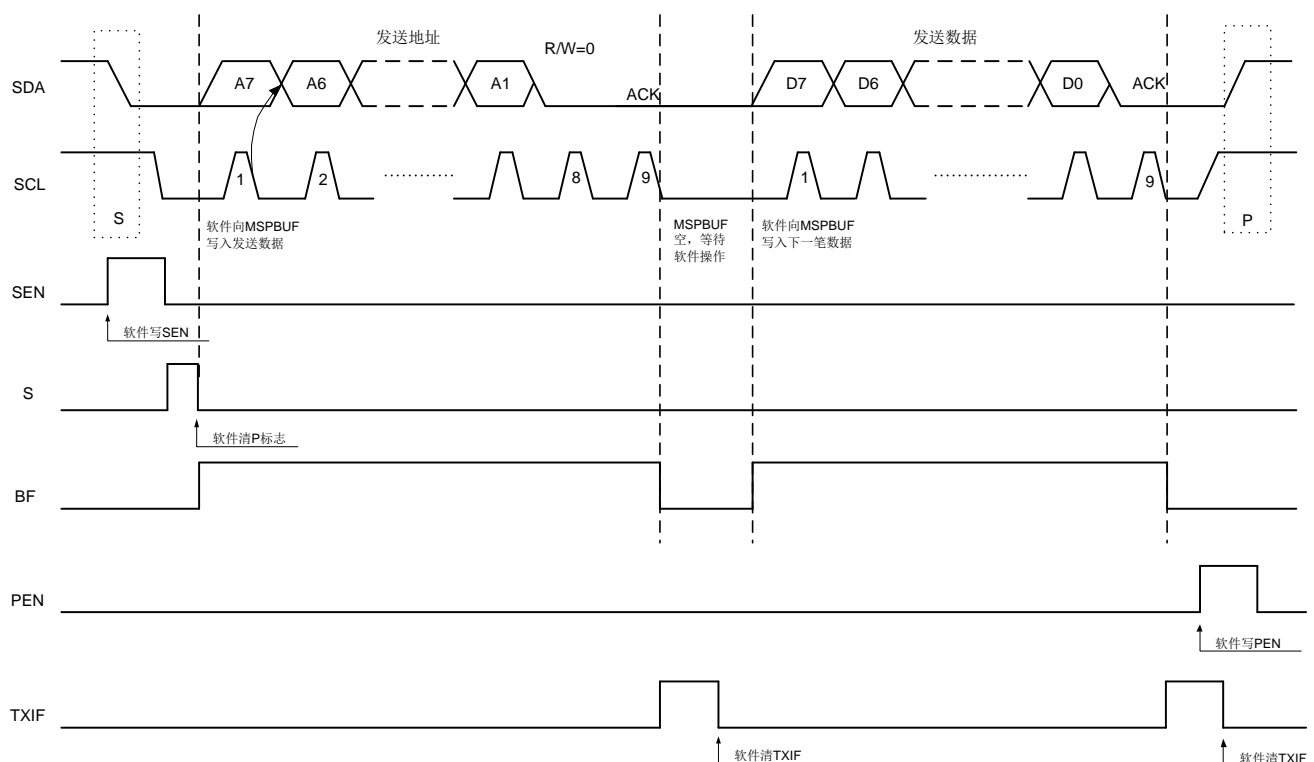 发送地址
R/W=0
发送数据
SDA
A7
A6
A1
ACK
D7
D6
D0
ACK
SCL
1
2
8
9
1
9
S
软件向MSPBUF
写入发送数据
MSPBUF
空，等待
软件操作
软件向MSPBUF
写入下一笔数据
P
SEN
软件写SEN
S
软件清P标志
BF
PEN
软件写PEN
TXIF
软件清TXIF
软件清TXIF